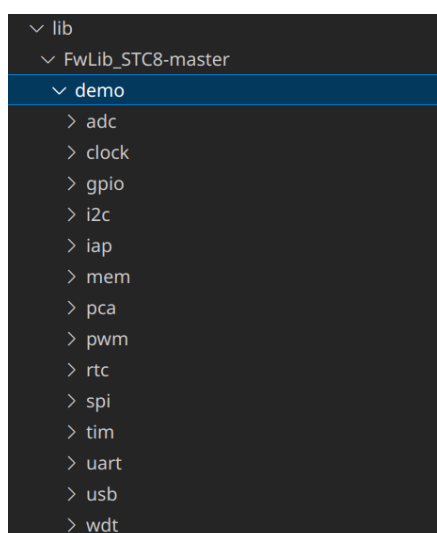 lib
FwLib_STC8-master
demo
adc
clock
gpio
i2c
iap
mem
pca
pwm
rtc
spi
tim
uart
usb
wdt